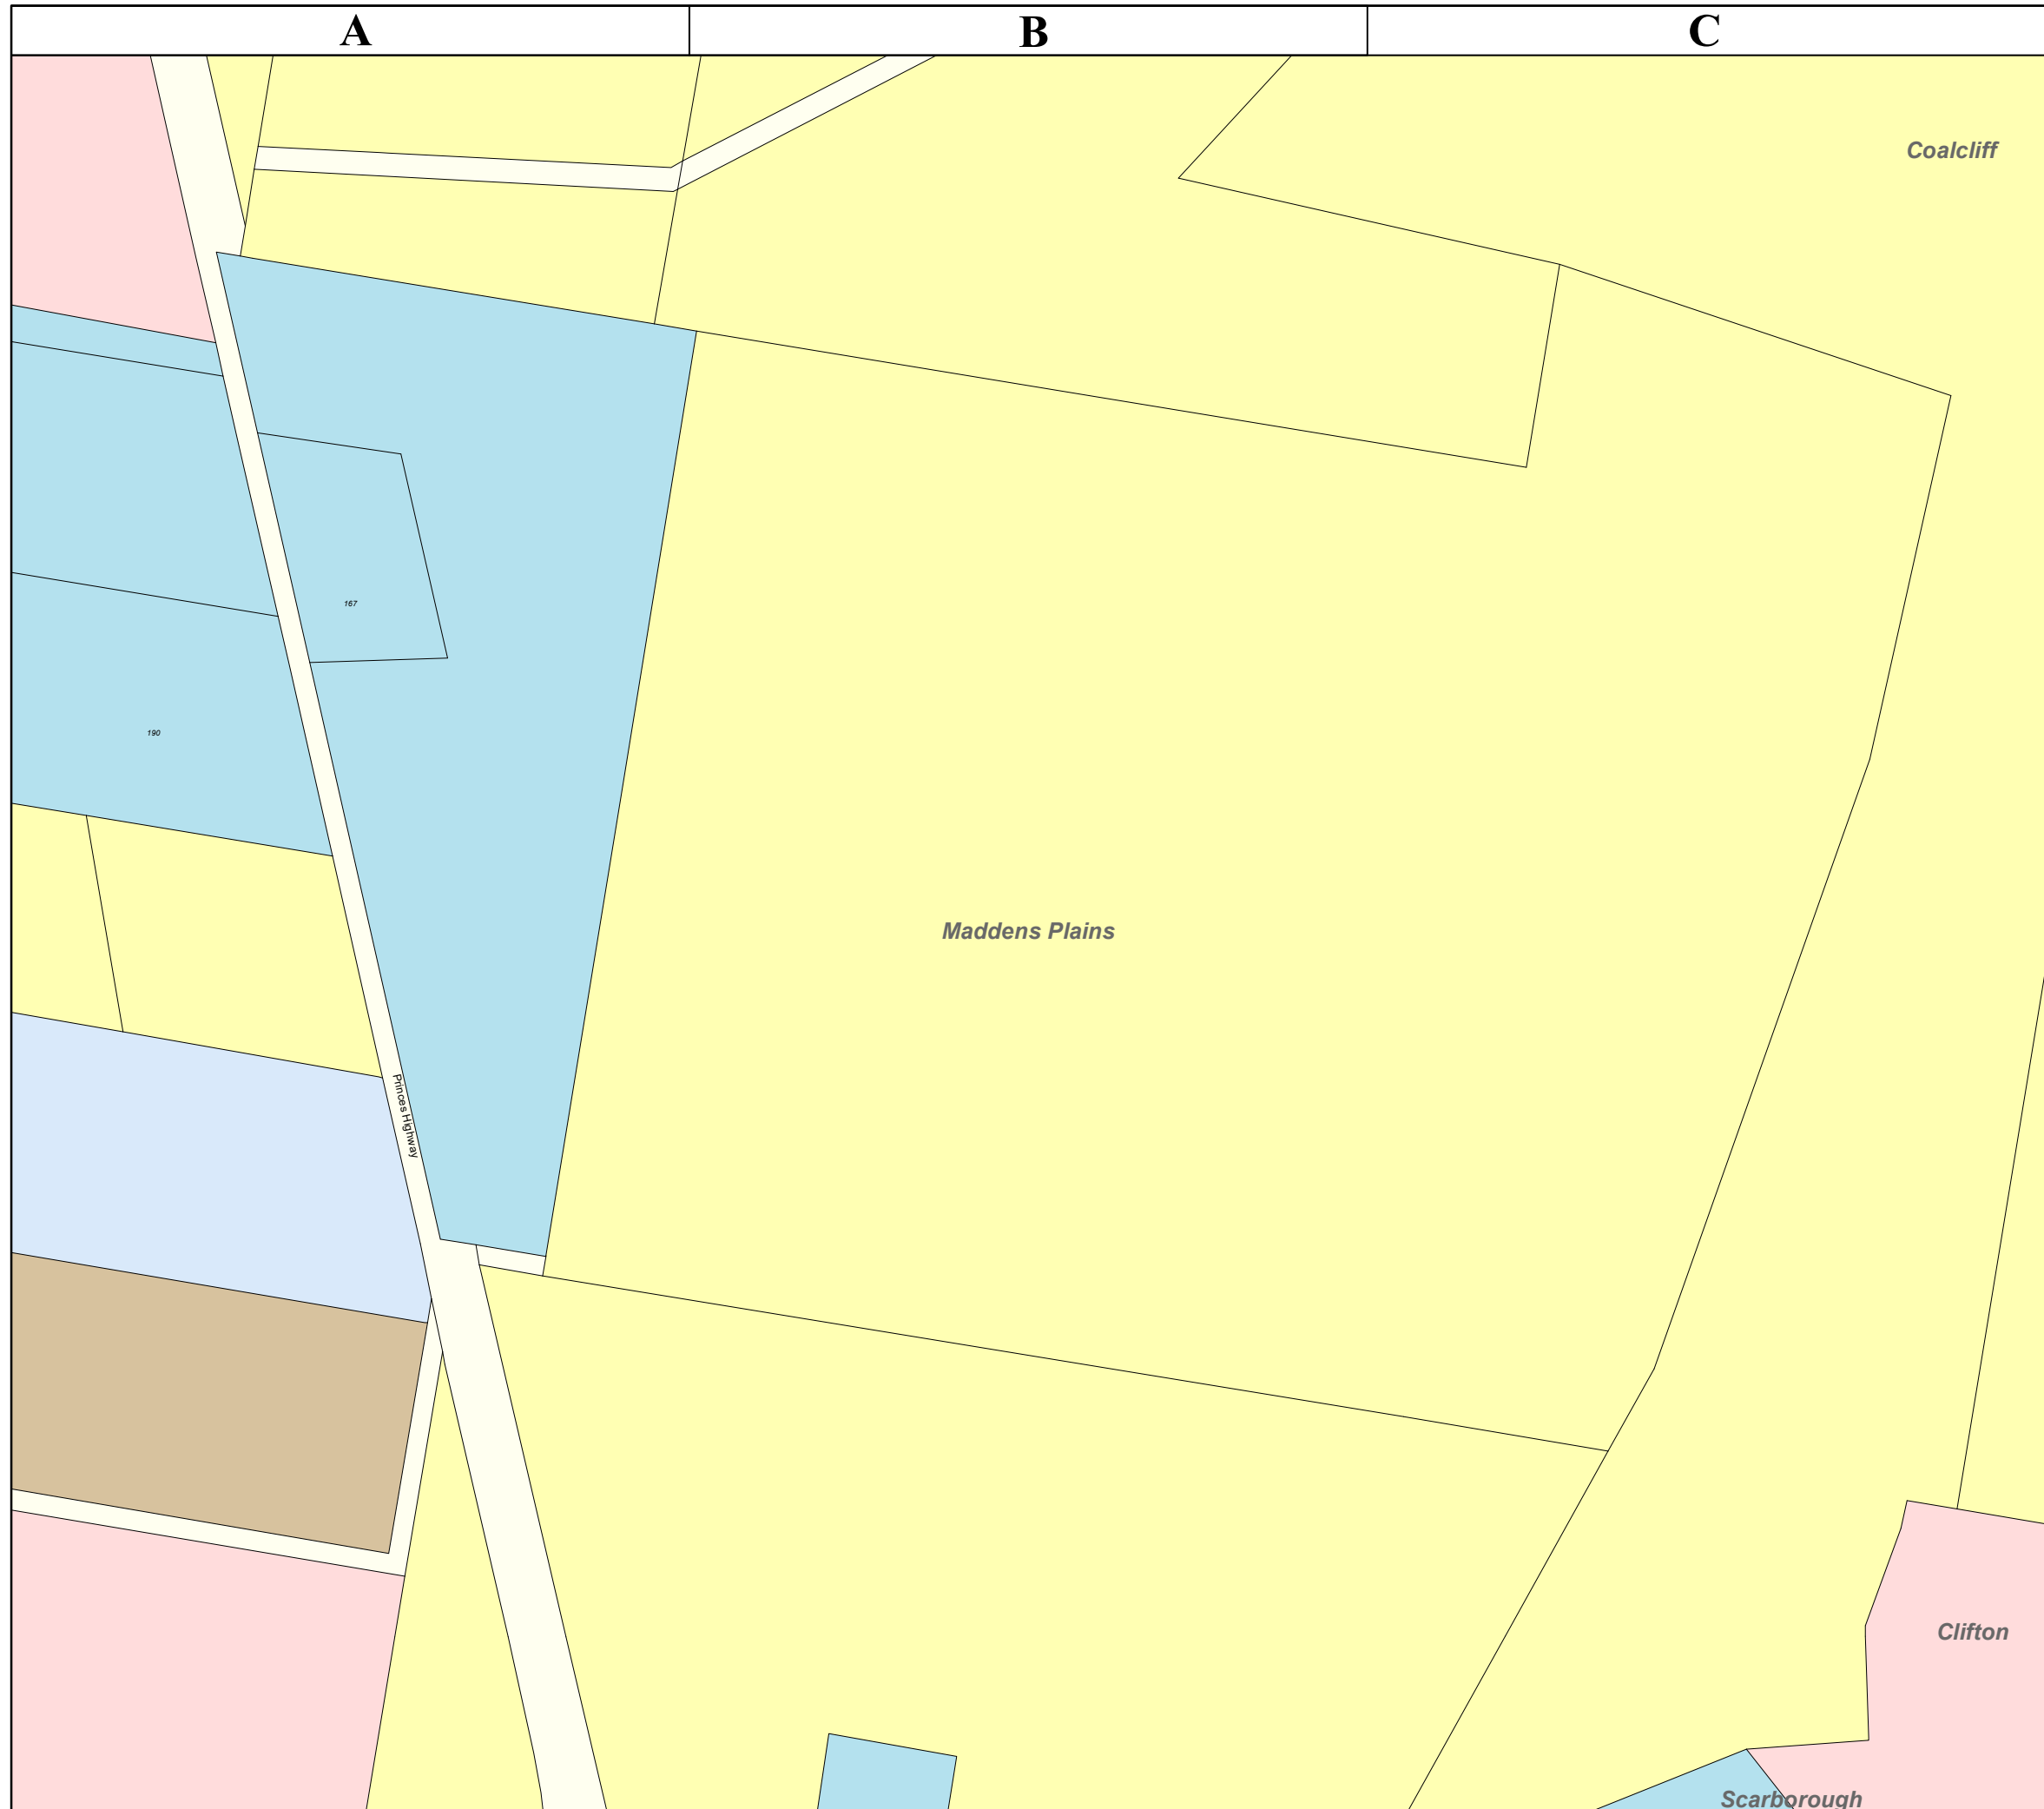 A
B
C
Coalcliff
167
190
Maddens Plains
Princes Highway
Clifton
Scarborough